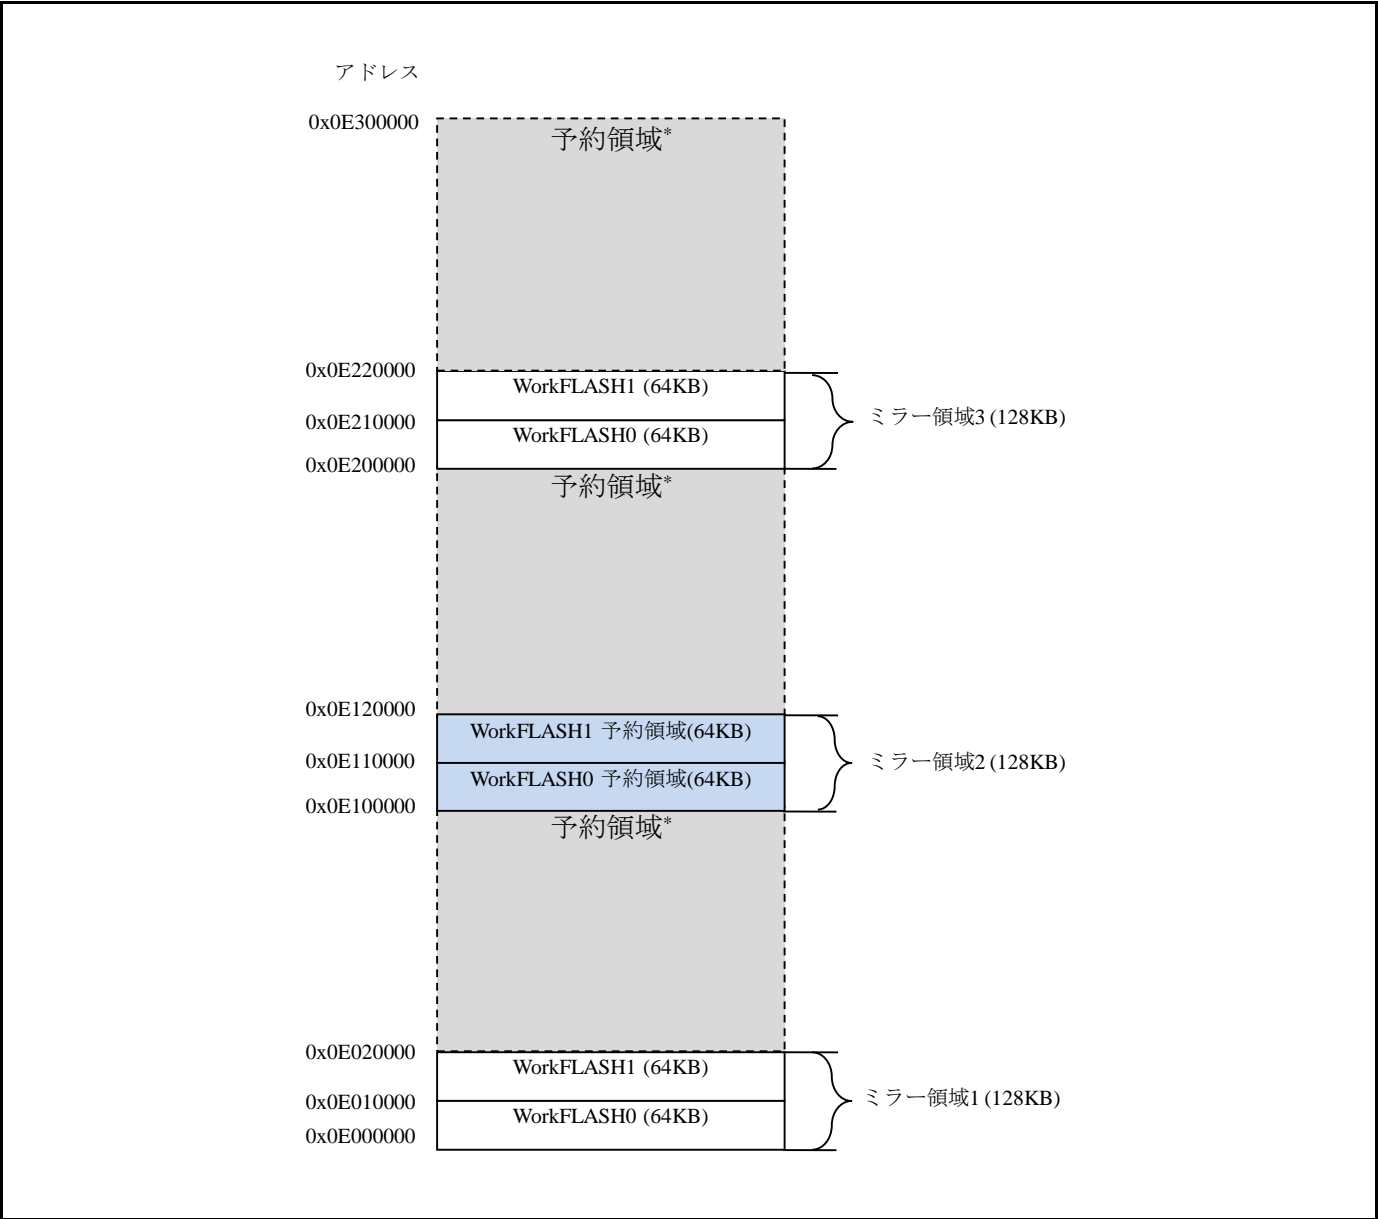 アドレス
0x0E300000
予約領域*
0x0E220000
WorkFLASH1 (64KB)
ミラー領域3 (128KB)
0x0E210000
WorkFLASH0 (64KB)
0x0E200000
予約領域*
0x0E120000
WorkFLASH1 予約領域(64KB)
0x0E110000
ミラー領域2 (128KB)
WorkFLASH0 予約領域(64KB)
0x0E100000
予約領域*
0x0E020000
WorkFLASH1 (64KB)
0x0E010000
ミラー領域1 (128KB)
WorkFLASH0 (64KB)
0x0E000000